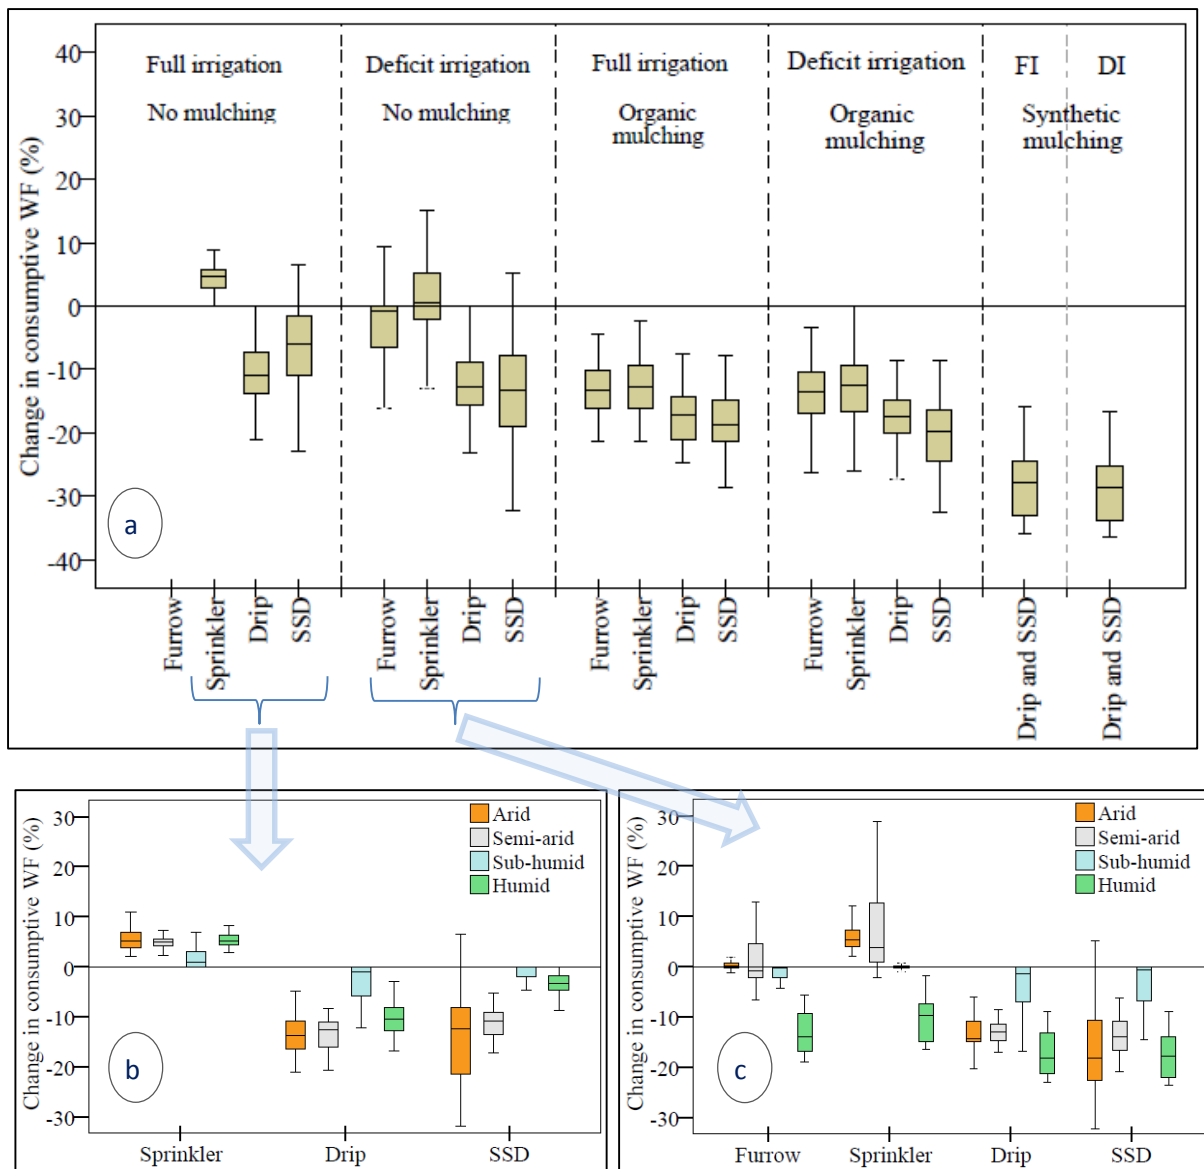 Change in consumptive WF (%)
40
30
20
10
0
-10
-20
-30
-40
Full irrigation
No mulching
Deficit irrigation
No mulching
Full irrigation
Organic
mulching
Deficit irrigation
Organic
mulching
FI
DI
Synthetic
mulching
a
Furrow
Sprinkler
Drip
SSD
Furrow
Sprinkler
Drip
SSD
Furrow
Sprinkler
Drip
SSD
Furrow
Sprinkler
Drip
SSD
Drip and SSD
Drip and SSD
Change in consumptive WF (%)
30
20
10
0
-10
-20
-30
Arid
Semi-arid
Sub-humid
Humid
b
Sprinkler
Drip
SSD
Change in consumptive WF (%)
30
20
10
0
-10
-20
-30
Arid
Semi-arid
Sub-humid
Humid
c
Furrow
Sprinkler
Drip
SSD